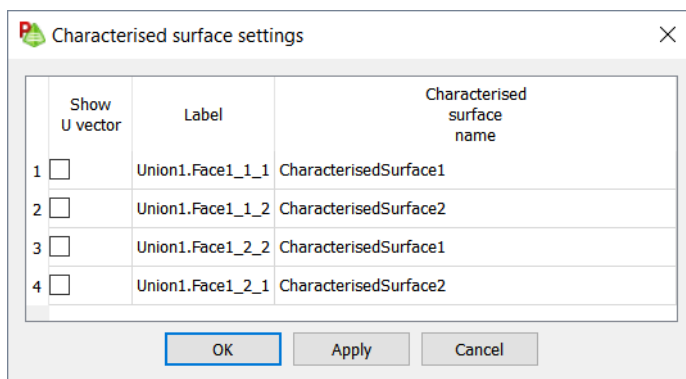 Characterised surface settings
Show
U vector
Label
Characterised
surface
name
1 Union1.Face1_1_1 CharacterisedSurface1
2 Union1.Face1_1_2 CharacterisedSurface2
3 Union1.Face1_2_2 CharacterisedSurface1
4 Union1.Face1_2_1 CharacterisedSurface2
OK Apply Cancel